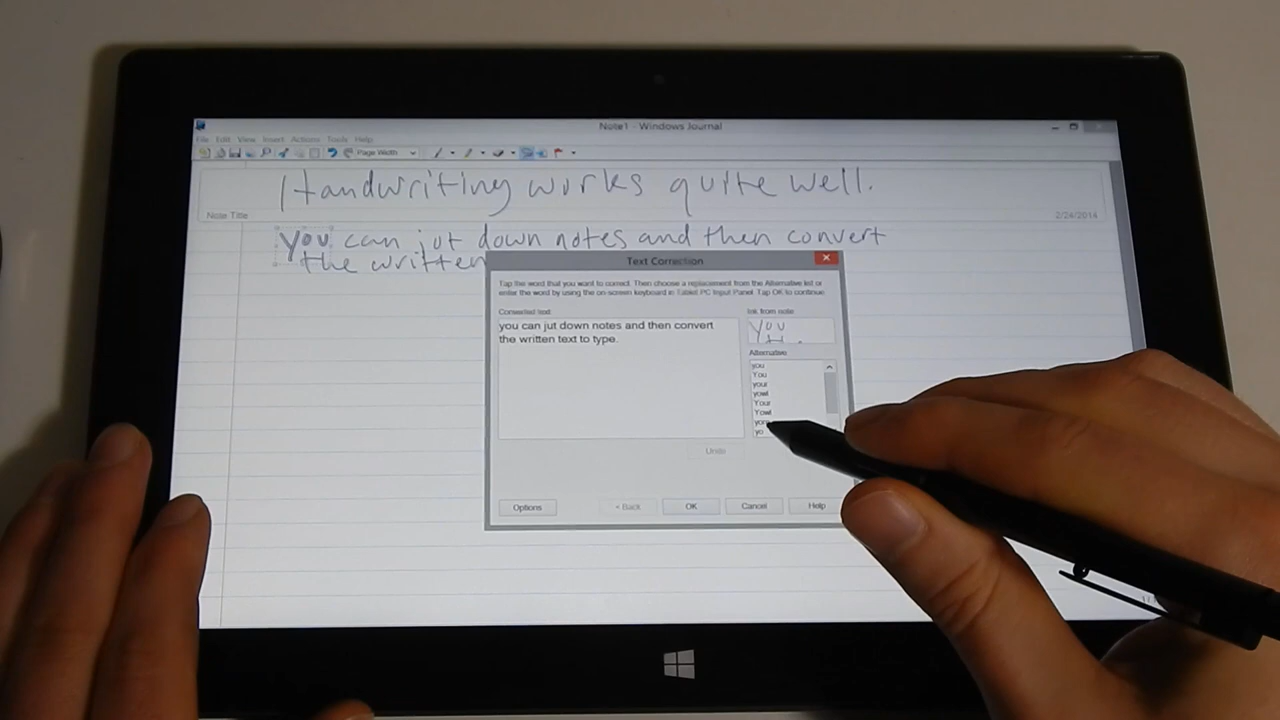 Note1 - Windows Journal
File Edit View Insert Actions Tools Help
Page Width
Handwriting works quite well.
Note Title
2/24/2014
you can jut down notes and then convert
the written
Text Correction
Tap the word that you want to correct. Then choose a replacement from the Alternative list or
enter the word by using the on-screen keyboard in Tablet PC Input Panel. Tap OK to continue.
Converted text:
Ink from note:
you can jut down notes and then convert
the written text to type.
you
Alternative
you
You
your
yowl
Your
Yowl
yo
Undo
Options
< Back
OK
Cancel
Help